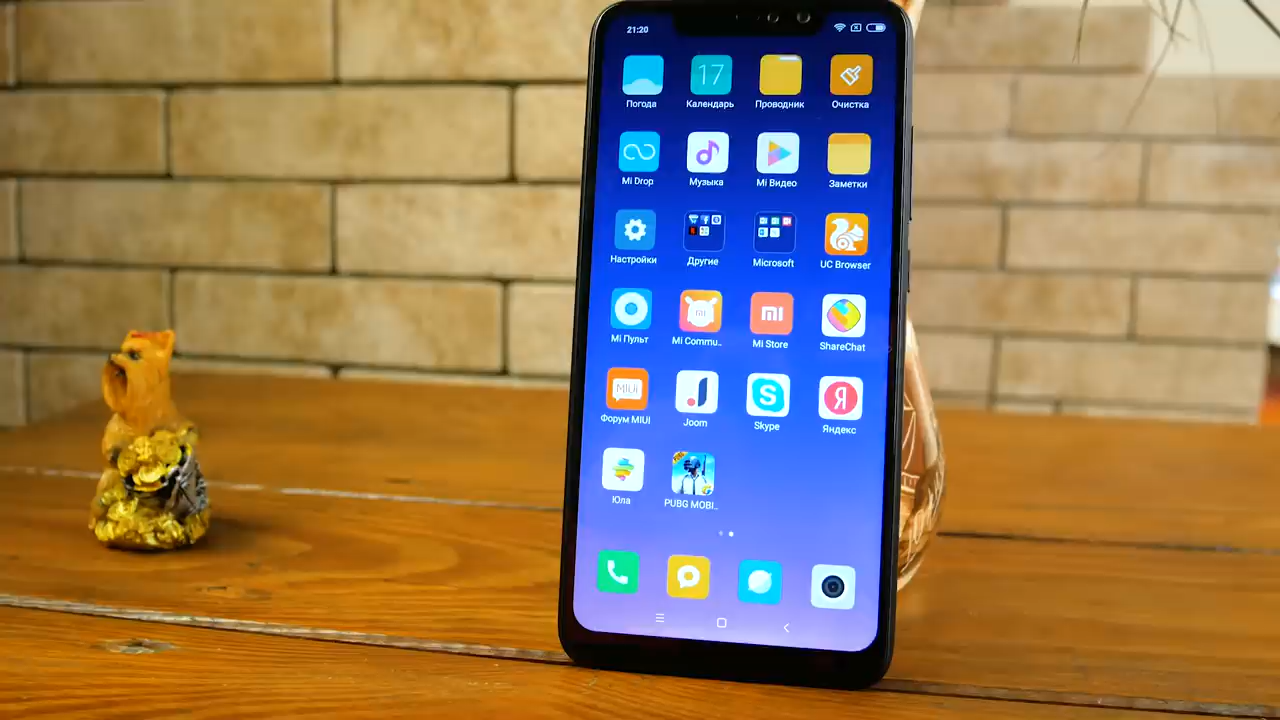 21:20
17
Погода
Календарь
Проводник
Очистка
Mi Drop
Музыка
Mi Видео
Заметки
Настройки
Другие
Microsoft
UC Browser
mi
mi
Mi Пульт
Mi Commu..
Mi Store
ShareChat
MIUI
S
Я
Форум MIUI
Joom
Skype
Яндекс
Юла
PUBG MOBI..